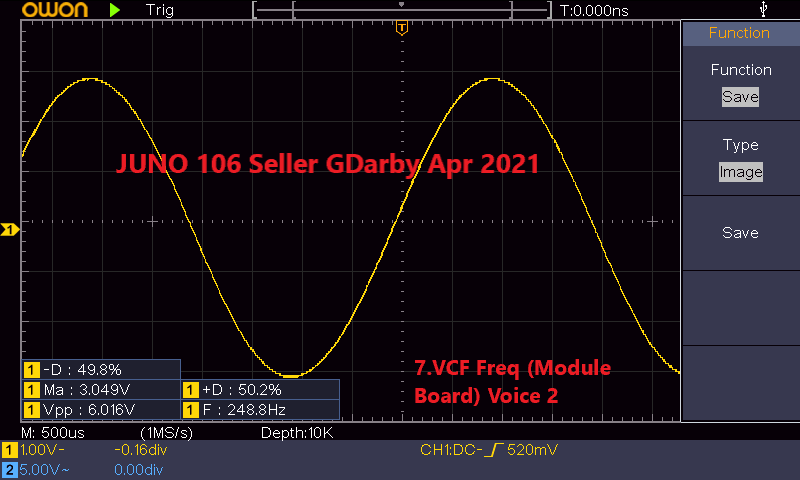 owon Trig T:0.000ns
T
Function
Function
Save
JUNO 106 Seller GDarby Apr 2021
Type
Image
1
Save
1 -D : 49.8%
1 Ma : 3.049V 1 +D : 50.2%
1 Vpp : 6.016V 1 F : 248.8Hz
7.VCF Freq (Module
Board) Voice 2
M: 500us (1MS/s) Depth:10K
1 1.00V- -0.16div CH1:DC- 520mV
2 5.00V~ 0.00div